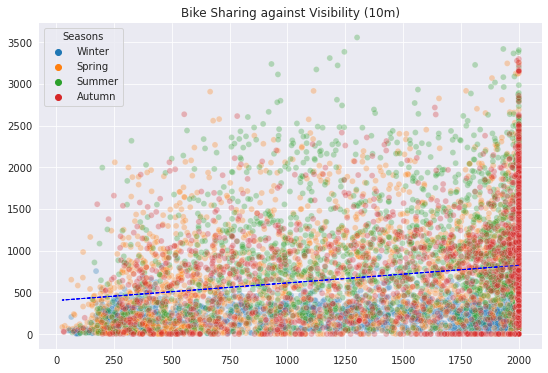 Bike Sharing against Visibility (10m)
Seasons
Winter
Spring
Summer
Autumn
3500
3000
2500
2000
1500
1000
500
0
0 250 500 750 1000 1250 1500 1750 2000